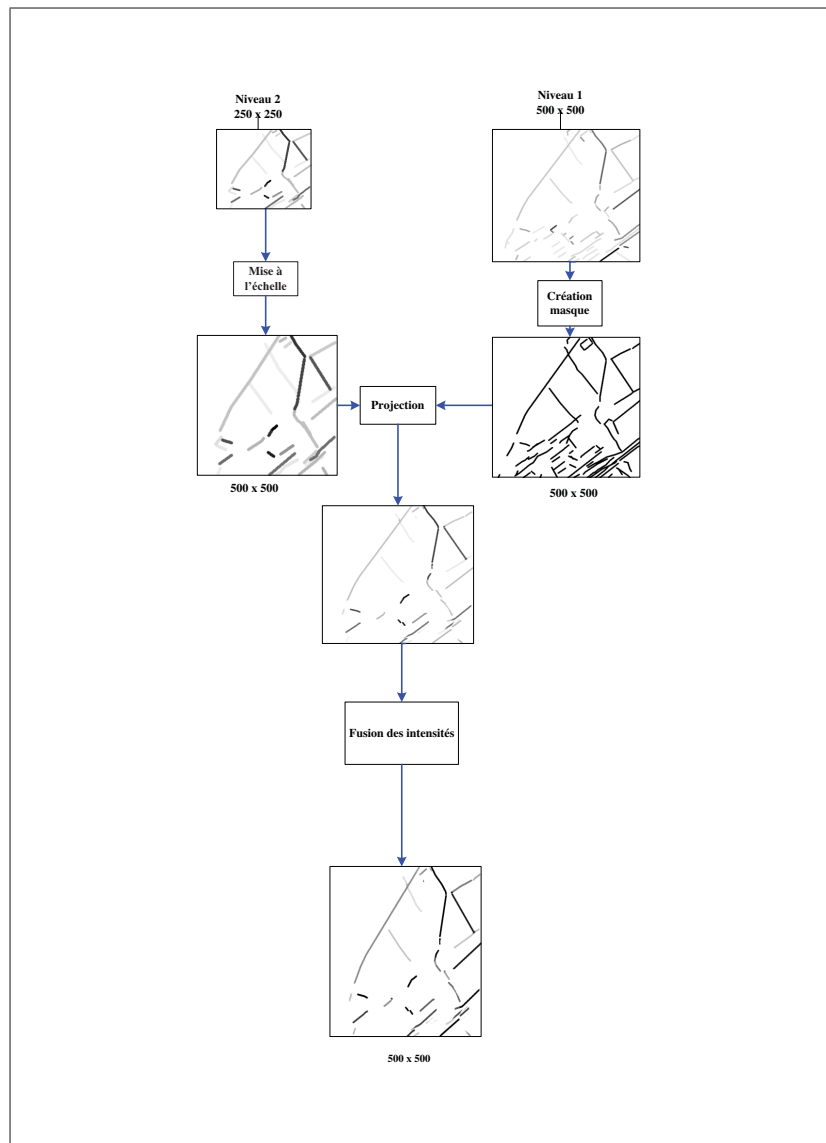 Niveau 2
250 x 250
Niveau 1
500 x 500
Mise à
l'échelle
Création
masque
Projection
500 x 500
500 x 500
Fusion des intensités
500 x 500